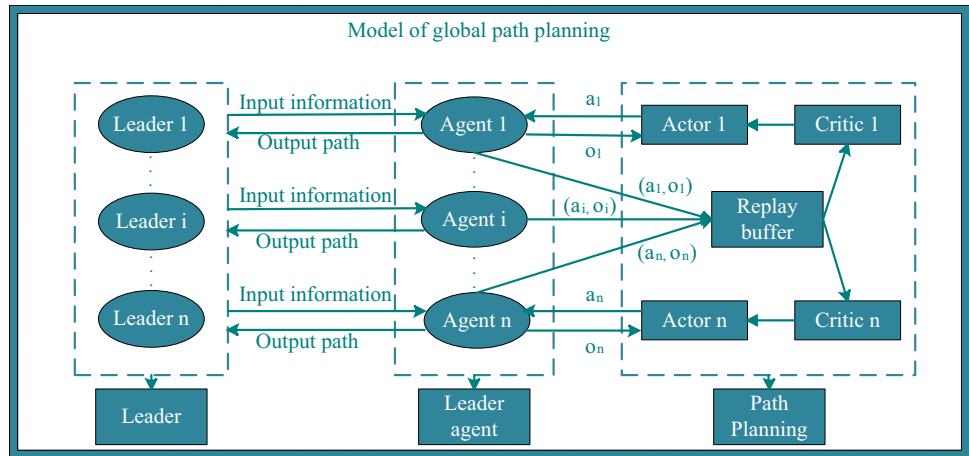 Model of global path planning
Leader 1
Input information
Output path
Agent 1
a₁
o₁
Actor 1
Critic 1
(a₁, o₁)
Leader i
Input information
Output path
Agent i
(aᵢ, oᵢ)
Replay
buffer
(aₙ, oₙ)
Leader n
Input information
Output path
Agent n
aₙ
oₙ
Actor n
Critic n
Leader
Leader
agent
Path
Planning